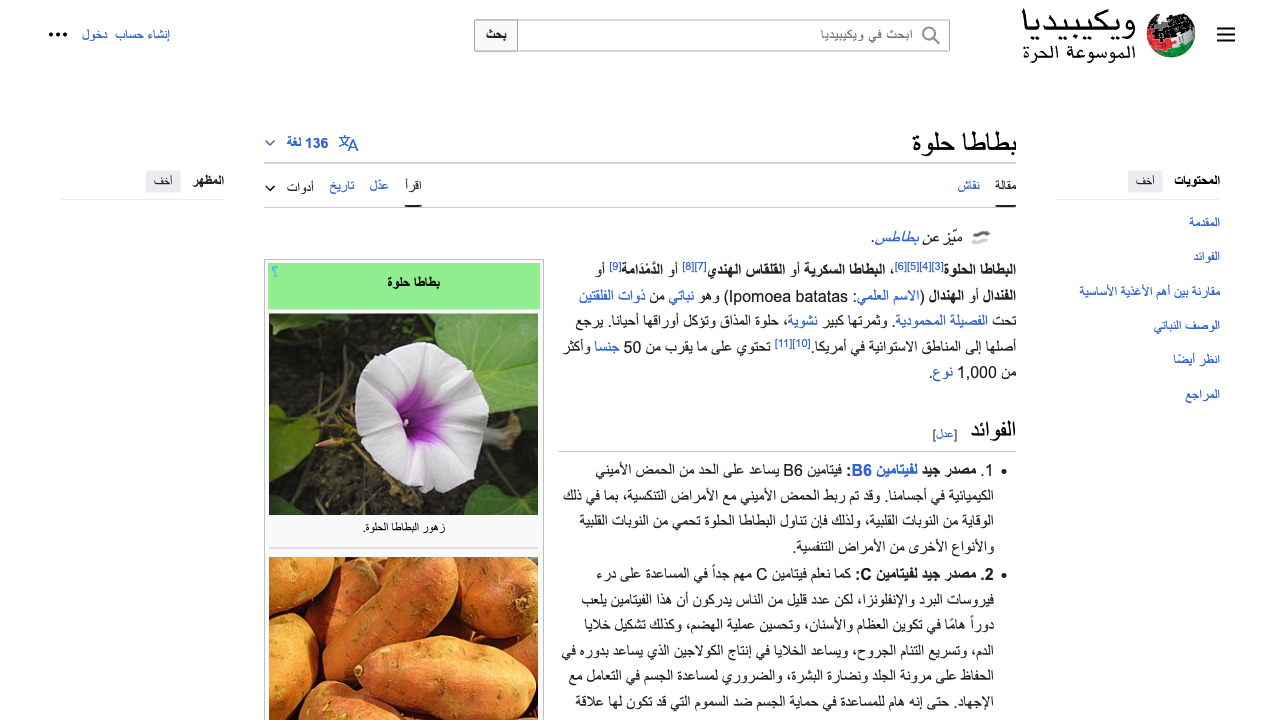 ويكيبيديا
الموسوعة الحرة
ابحث في ويكيبيديا
بحث
إنشاء حساب
دخول
المحتويات
أخف
المقدمة
الفوائد
مقارنة بين أهم الأغذية الأساسية
الوصف النباتي
انظر أيضًا
المراجع
بطاطا حلوة
136 لغة
مقالة
نقاش
اقرأ
عدّل
تاريخ
أدوات
المظهر
أخف
ميّز عن بطاطس.
البطاطا الحلوة[3][4][5][6]، البطاطا السكرية أو القلقاس الهندي[7][8] أو الدَّمْدَامة[9] أو
الفندال أو الهندال (الاسم العلمي: Ipomoea batatas) وهو نباتي من ذوات الفلقتين
تحت الفصيلة المحمودية. وثمرتها كبير نشوية، حلوة المذاق وتؤكل أوراقها أحيانا. يرجع
أصلها إلى المناطق الاستوائية في أمريكا.[10][11] تحتوي على ما يقرب من 50 جنسا وأكثر
من 1,000 نوع.
الفوائد [عدل]
1. مصدر جيد لفيتامين B6: فيتامين B6 يساعد على الحد من الحمض الأميني
الكيميائية في أجسامنا. وقد تم ربط الحمض الأميني مع الأمراض التنكسية، بما في ذلك
الوقاية من النوبات القلبية، ولذلك فإن تناول البطاطا الحلوة تحمي من النوبات القلبية
والأنواع الأخرى من الأمراض التنفسية.
2. مصدر جيد لفيتامين C: كما نعلم فيتامين C مهم جداً في المساعدة على درء
فيروسات البرد والإنفلونزا، لكن عدد قليل من الناس يدركون أن هذا الفيتامين يلعب
دوراً هامًا في تكوين العظام والأسنان، وتحسين عملية الهضم، وكذلك تشكيل خلايا
الدم، وتسريع التئام الجروح، ويساعد الخلايا في إنتاج الكولاجين الذي يساعد بدوره في
الحفاظ على مرونة الجلد ونضارة البشرة، والضروري لمساعدة الجسم في التعامل مع
الإجهاد. حتى إنه هام للمساعدة في حماية الجسم ضد السموم التي قد تكون لها علاقة
بطاطا حلوة
؟
زهور البطاطا الحلوة.